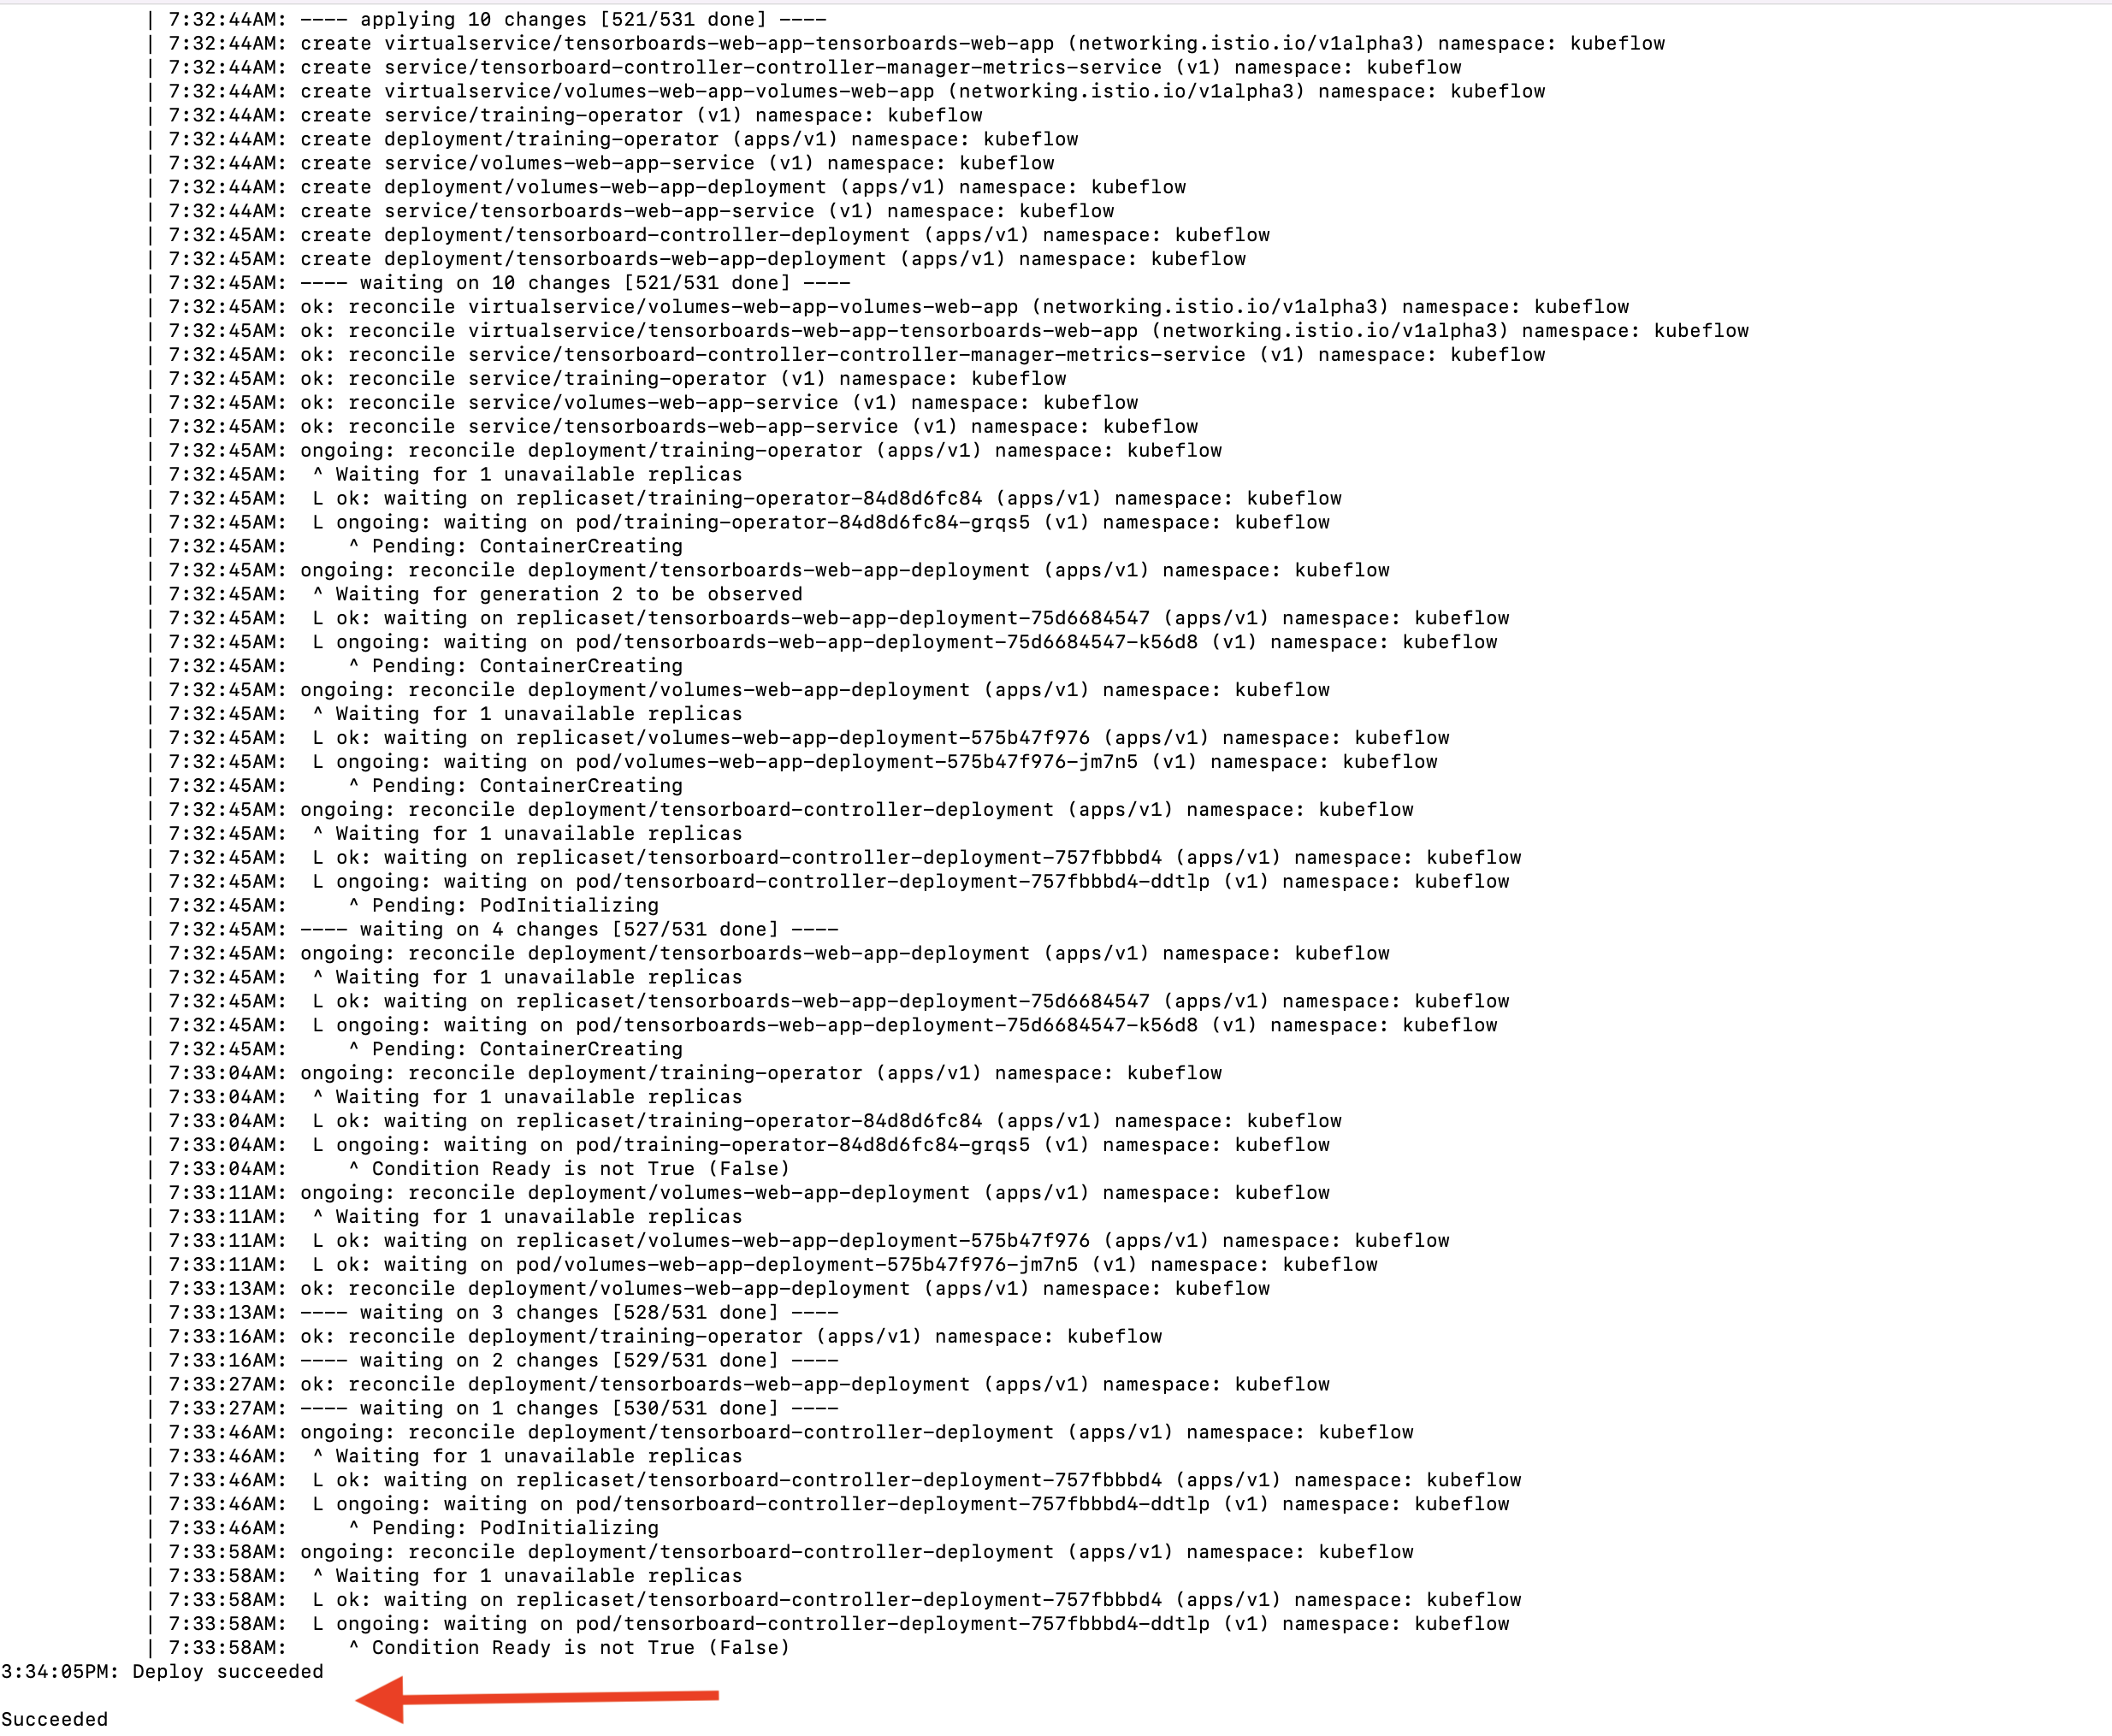 | 7:32:44AM: ---- applying 10 changes [521/531 done] ----
| 7:32:44AM: create virtualservice/tensorboards-web-app-tensorboards-web-app (networking.istio.io/v1alpha3) namespace: kubeflow
| 7:32:44AM: create service/tensorboard-controller-controller-manager-metrics-service (v1) namespace: kubeflow
| 7:32:44AM: create virtualservice/volumes-web-app-volumes-web-app (networking.istio.io/v1alpha3) namespace: kubeflow
| 7:32:44AM: create service/training-operator (v1) namespace: kubeflow
| 7:32:44AM: create deployment/training-operator (apps/v1) namespace: kubeflow
| 7:32:44AM: create service/volumes-web-app-service (v1) namespace: kubeflow
| 7:32:44AM: create deployment/volumes-web-app-deployment (apps/v1) namespace: kubeflow
| 7:32:44AM: create service/tensorboards-web-app-service (v1) namespace: kubeflow
| 7:32:45AM: create deployment/tensorboard-controller-deployment (apps/v1) namespace: kubeflow
| 7:32:45AM: create deployment/tensorboards-web-app-deployment (apps/v1) namespace: kubeflow
| 7:32:45AM: ---- waiting on 10 changes [521/531 done] ----
| 7:32:45AM: ok: reconcile virtualservice/volumes-web-app-volumes-web-app (networking.istio.io/v1alpha3) namespace: kubeflow
| 7:32:45AM: ok: reconcile virtualservice/tensorboards-web-app-tensorboards-web-app (networking.istio.io/v1alpha3) namespace: kubeflow
| 7:32:45AM: ok: reconcile service/tensorboard-controller-controller-manager-metrics-service (v1) namespace: kubeflow
| 7:32:45AM: ok: reconcile service/training-operator (v1) namespace: kubeflow
| 7:32:45AM: ok: reconcile service/volumes-web-app-service (v1) namespace: kubeflow
| 7:32:45AM: ok: reconcile service/tensorboards-web-app-service (v1) namespace: kubeflow
| 7:32:45AM: ongoing: reconcile deployment/training-operator (apps/v1) namespace: kubeflow
| 7:32:45AM:  ^ Waiting for 1 unavailable replicas
| 7:32:45AM:  L ok: waiting on replicaset/training-operator-84d8d6fc84 (apps/v1) namespace: kubeflow
| 7:32:45AM:  L ongoing: waiting on pod/training-operator-84d8d6fc84-grqs5 (v1) namespace: kubeflow
| 7:32:45AM:     ^ Pending: ContainerCreating
| 7:32:45AM: ongoing: reconcile deployment/tensorboards-web-app-deployment (apps/v1) namespace: kubeflow
| 7:32:45AM:  ^ Waiting for generation 2 to be observed
| 7:32:45AM:  L ok: waiting on replicaset/tensorboards-web-app-deployment-75d6684547 (apps/v1) namespace: kubeflow
| 7:32:45AM:  L ongoing: waiting on pod/tensorboards-web-app-deployment-75d6684547-k56d8 (v1) namespace: kubeflow
| 7:32:45AM:     ^ Pending: ContainerCreating
| 7:32:45AM: ongoing: reconcile deployment/volumes-web-app-deployment (apps/v1) namespace: kubeflow
| 7:32:45AM:  ^ Waiting for 1 unavailable replicas
| 7:32:45AM:  L ok: waiting on replicaset/volumes-web-app-deployment-575b47f976 (apps/v1) namespace: kubeflow
| 7:32:45AM:  L ongoing: waiting on pod/volumes-web-app-deployment-575b47f976-jm7n5 (v1) namespace: kubeflow
| 7:32:45AM:     ^ Pending: ContainerCreating
| 7:32:45AM: ongoing: reconcile deployment/tensorboard-controller-deployment (apps/v1) namespace: kubeflow
| 7:32:45AM:  ^ Waiting for 1 unavailable replicas
| 7:32:45AM:  L ok: waiting on replicaset/tensorboard-controller-deployment-757fbbbd4 (apps/v1) namespace: kubeflow
| 7:32:45AM:  L ongoing: waiting on pod/tensorboard-controller-deployment-757fbbbd4-ddtlp (v1) namespace: kubeflow
| 7:32:45AM:     ^ Pending: PodInitializing
| 7:32:45AM: ---- waiting on 4 changes [527/531 done] ----
| 7:32:45AM: ongoing: reconcile deployment/tensorboards-web-app-deployment (apps/v1) namespace: kubeflow
| 7:32:45AM:  ^ Waiting for 1 unavailable replicas
| 7:32:45AM:  L ok: waiting on replicaset/tensorboards-web-app-deployment-75d6684547 (apps/v1) namespace: kubeflow
| 7:32:45AM:  L ongoing: waiting on pod/tensorboards-web-app-deployment-75d6684547-k56d8 (v1) namespace: kubeflow
| 7:32:45AM:     ^ Pending: ContainerCreating
| 7:33:04AM: ongoing: reconcile deployment/training-operator (apps/v1) namespace: kubeflow
| 7:33:04AM:  ^ Waiting for 1 unavailable replicas
| 7:33:04AM:  L ok: waiting on replicaset/training-operator-84d8d6fc84 (apps/v1) namespace: kubeflow
| 7:33:04AM:  L ongoing: waiting on pod/training-operator-84d8d6fc84-grqs5 (v1) namespace: kubeflow
| 7:33:04AM:     ^ Condition Ready is not True (False)
| 7:33:11AM: ongoing: reconcile deployment/volumes-web-app-deployment (apps/v1) namespace: kubeflow
| 7:33:11AM:  ^ Waiting for 1 unavailable replicas
| 7:33:11AM:  L ok: waiting on replicaset/volumes-web-app-deployment-575b47f976 (apps/v1) namespace: kubeflow
| 7:33:11AM:  L ok: waiting on pod/volumes-web-app-deployment-575b47f976-jm7n5 (v1) namespace: kubeflow
| 7:33:13AM: ok: reconcile deployment/volumes-web-app-deployment (apps/v1) namespace: kubeflow
| 7:33:13AM: ---- waiting on 3 changes [528/531 done] ----
| 7:33:16AM: ok: reconcile deployment/training-operator (apps/v1) namespace: kubeflow
| 7:33:16AM: ---- waiting on 2 changes [529/531 done] ----
| 7:33:27AM: ok: reconcile deployment/tensorboards-web-app-deployment (apps/v1) namespace: kubeflow
| 7:33:27AM: ---- waiting on 1 changes [530/531 done] ----
| 7:33:46AM: ongoing: reconcile deployment/tensorboard-controller-deployment (apps/v1) namespace: kubeflow
| 7:33:46AM:  ^ Waiting for 1 unavailable replicas
| 7:33:46AM:  L ok: waiting on replicaset/tensorboard-controller-deployment-757fbbbd4 (apps/v1) namespace: kubeflow
| 7:33:46AM:  L ongoing: waiting on pod/tensorboard-controller-deployment-757fbbbd4-ddtlp (v1) namespace: kubeflow
| 7:33:46AM:     ^ Pending: PodInitializing
| 7:33:58AM: ongoing: reconcile deployment/tensorboard-controller-deployment (apps/v1) namespace: kubeflow
| 7:33:58AM:  ^ Waiting for 1 unavailable replicas
| 7:33:58AM:  L ok: waiting on replicaset/tensorboard-controller-deployment-757fbbbd4 (apps/v1) namespace: kubeflow
| 7:33:58AM:  L ongoing: waiting on pod/tensorboard-controller-deployment-757fbbbd4-ddtlp (v1) namespace: kubeflow
| 7:33:58AM:     ^ Condition Ready is not True (False)
3:34:05PM: Deploy succeeded
Succeeded